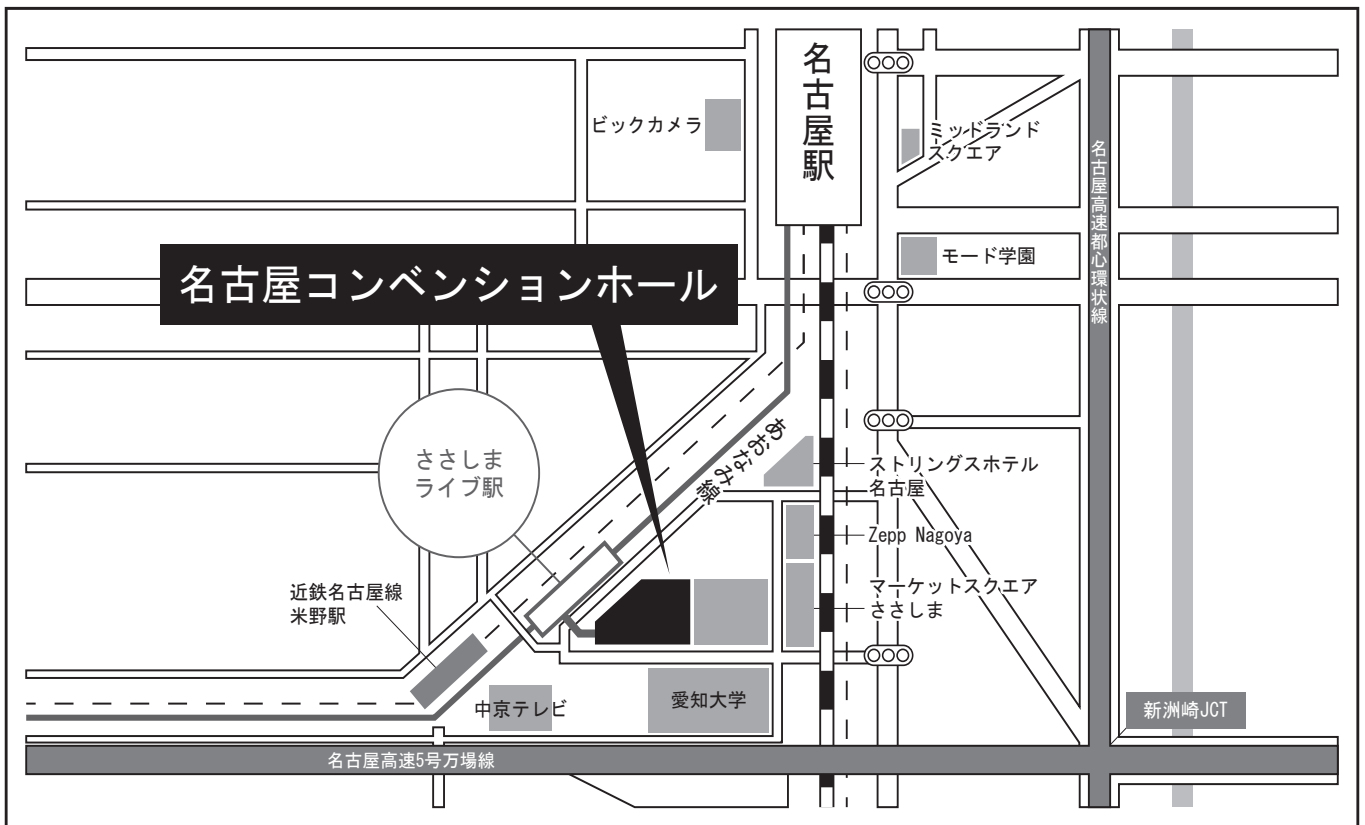 名古屋駅
ビックカメラ
ミッドランド
スクエア
名古屋高速都心環状線
モード学園
名古屋コンベンションホール
あおなみ線
ささしま
ライブ駅
ストリングスホテル
名古屋
Zepp Nagoya
マーケットスクエア
ささしま
近鉄名古屋線
米野駅
中京テレビ
愛知大学
新洲崎JCT
名古屋高速5号万場線